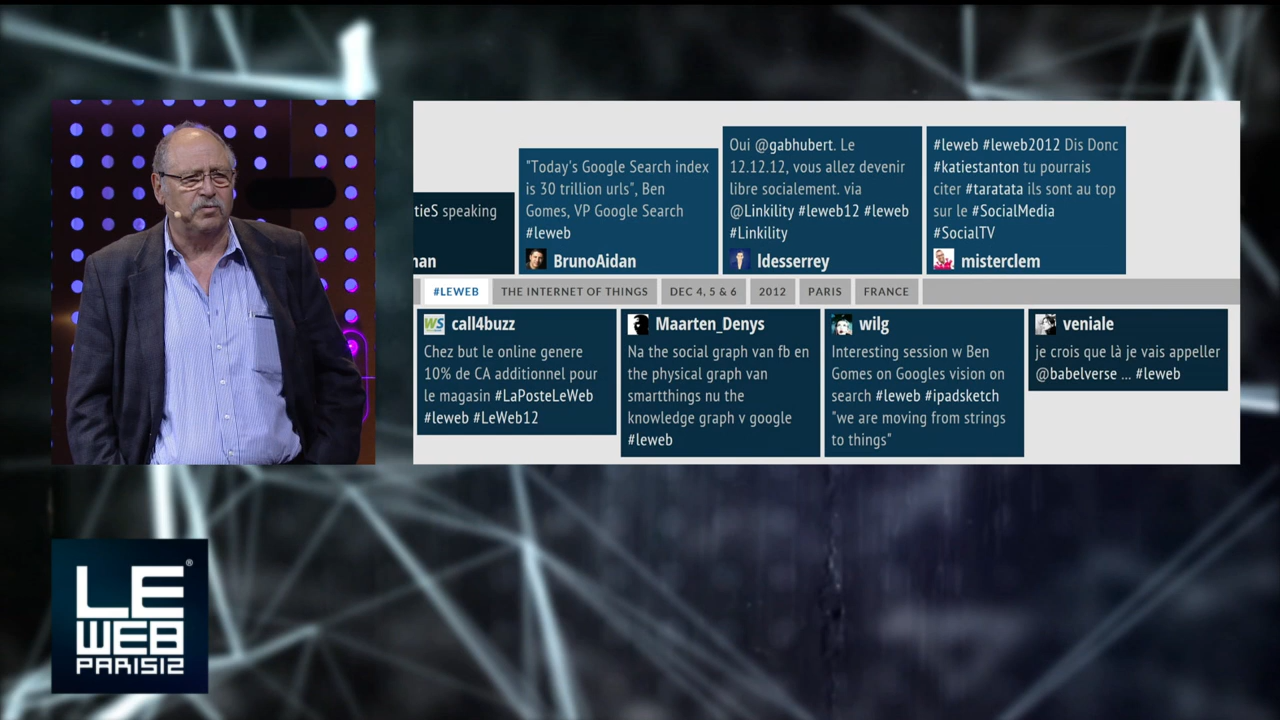 tieS speaking
nan
"Today's Google Search index
is 30 trillion urls", Ben
Gomes, VP Google Search
#leweb
BrunoAidan
Oui @gabhubert. Le
12.12.12, vous allez devenir
libre socialement. via
@Linkility #leweb12 #leweb
#Linkility
ldesserrey
#leweb #leweb2012 Dis Donc
#katiestanton tu pourrais
citer #taratata ils sont au top
sur le #SocialMedia
#SocialTV
misterclem
#LEWEB
THE INTERNET OF THINGS
DEC 4, 5 & 6
2012
PARIS
FRANCE
WS
call4buzz
Chez but le online genere
10% de CA additionnel pour
le magasin #LaPosteLeWeb
#leweb #LeWeb12
Maarten_Denys
Na the social graph van fb en
the physical graph van
smartthings nu the
knowledge graph v google
#leweb
wilg
Interesting session w Ben
Gomes on Googles vision on
search #leweb #ipadsketch
"we are moving from strings
to things"
veniale
je crois que là je vais appeller
@babelverse ... #leweb
LE®
WEB
PARIS12